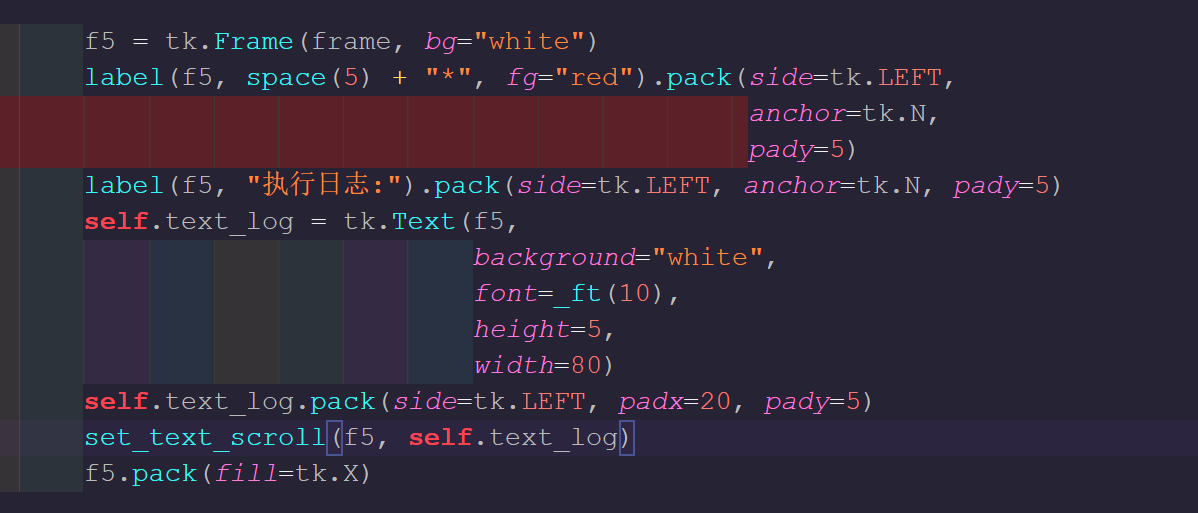 f5 = tk.Frame(frame, bg="white")
label(f5, space(5) + "*", fg="red").pack(side=tk.LEFT,
anchor=tk.N,
pady=5)
label(f5, "执行日志:").pack(side=tk.LEFT, anchor=tk.N, pady=5)
self.text_log = tk.Text(f5,
background="white",
font=_ft(10),
height=5,
width=80)
self.text_log.pack(side=tk.LEFT, padx=20, pady=5)
set_text_scroll(f5, self.text_log)
f5.pack(fill=tk.X)